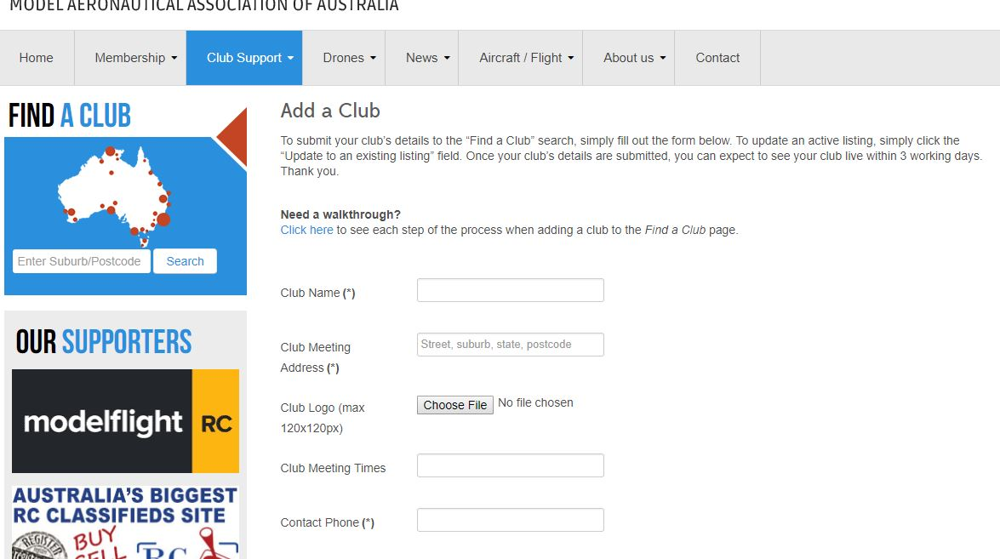 MODEL AERONAUTICAL ASSOCIATION OF AUSTRALIA
Home Membership Club Support Drones News Aircraft / Flight About us Contact
FIND A CLUB
Enter Suburb/Postcode Search
OUR SUPPORTERS
modelflight RC
AUSTRALIA'S BIGGEST
RC CLASSIFIEDS SITE
REGISTER
BUY
SELL
RC
Add a Club
To submit your club's details to the “Find a Club” search, simply fill out the form below. To update an active listing, simply click the
“Update to an existing listing” field. Once your club's details are submitted, you can expect to see your club live within 3 working days.
Thank you.
Need a walkthrough?
Click here to see each step of the process when adding a club to the Find a Club page.
Club Name (*)
Club Meeting
Address (*)
Street, suburb, state, postcode
Club Logo (max
120x120px)
Choose File No file chosen
Club Meeting Times
Contact Phone (*)